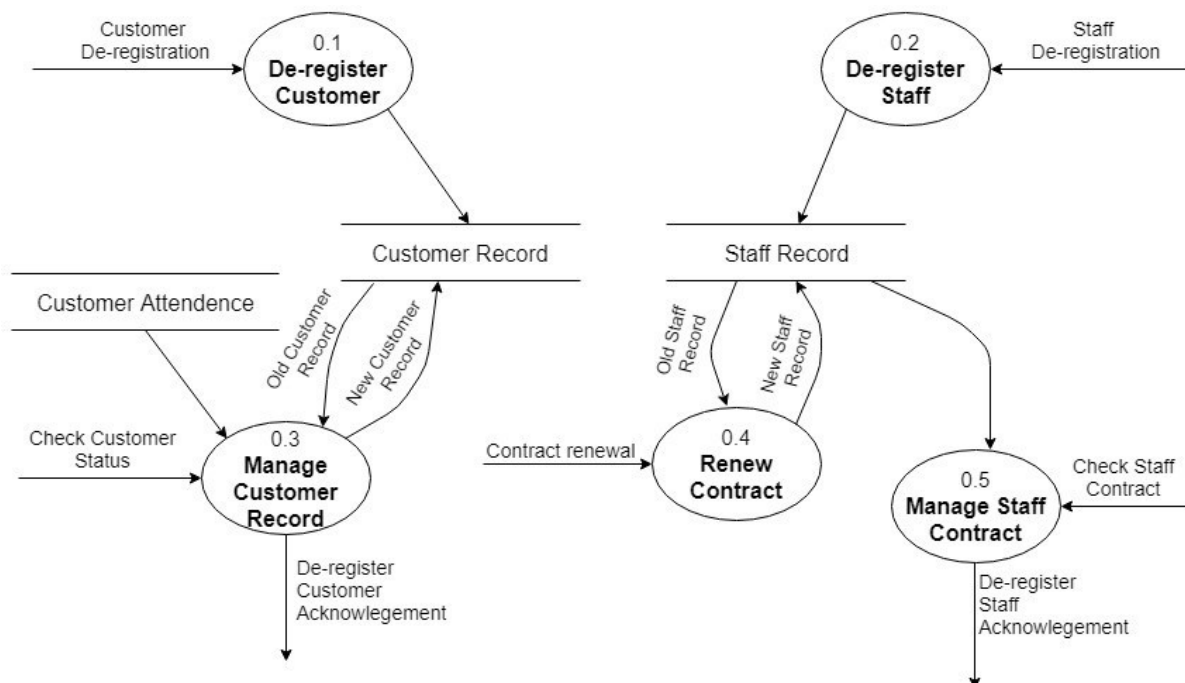 Customer
De-registration
0.1
De-register
Customer
0.2
De-register
Staff
Staff
De-registration
Customer Record
Staff Record
Customer Attendence
Old Customer
Record
New Customer
Record
Old Staff
Record
New Staff
Record
Check Customer
Status
0.3
Manage
Customer
Record
Contract renewal
0.4
Renew
Contract
0.5
Manage Staff
Contract
Check Staff
Contract
De-register
Customer
Acknowlegement
De-register
Staff
Acknowlegement